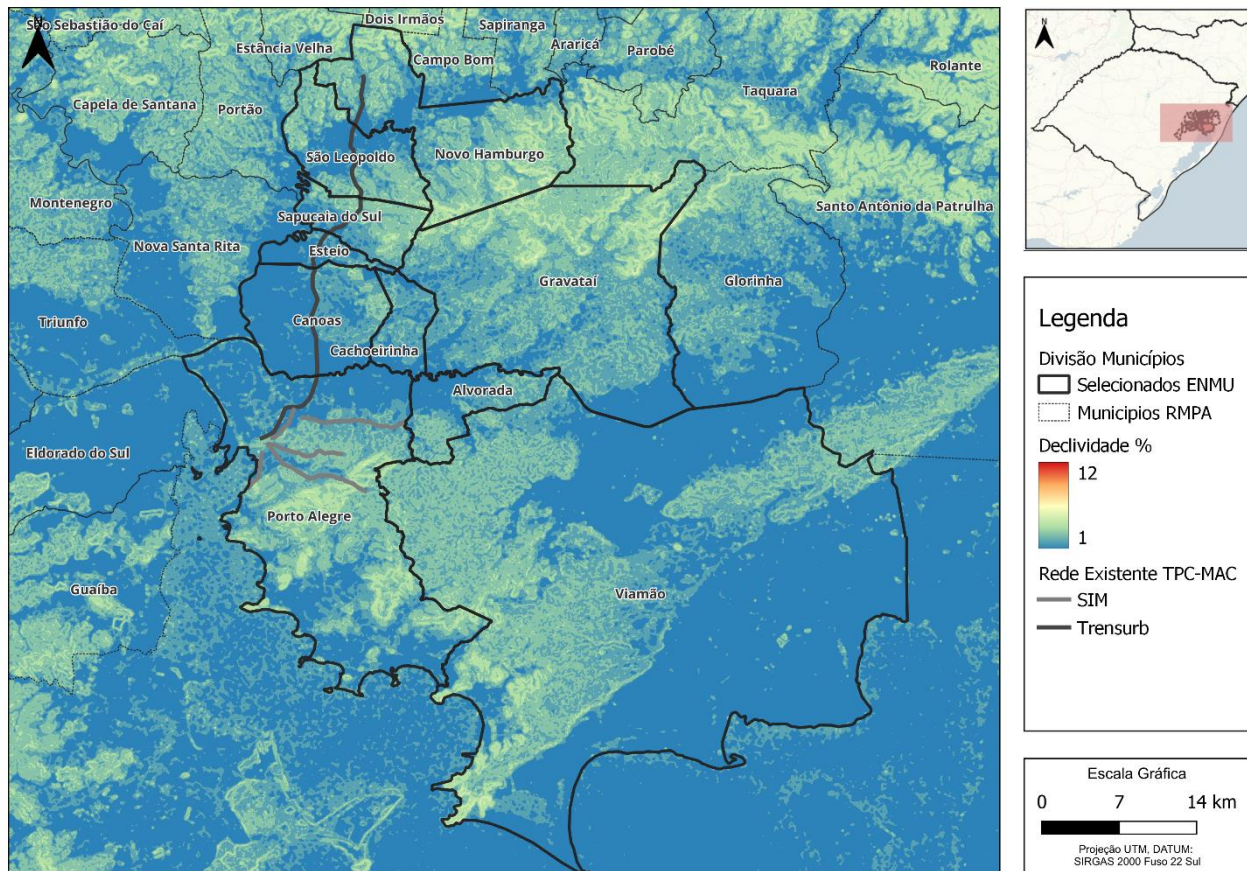 Dois Irmãos
São Sebastião do Caí
Sapiranga
N
Estância Velha
Araricá
Parobé
Campo Bom
Rolante
Capela de Santana
Portão
Taquara
São Leopoldo
Novo Hamburgo
Montenegro
Santo Antônio da Patrulha
Sapucaia do Sul
Nova Santa Rita
Esteio
Gravataí
Glorinha
Triunfo
Canoas
Cachoeirinha
Alvorada
Eldorado do Sul
Porto Alegre
Guaíba
Viamão
N
Legenda
Divisão Municípios
Selecionados ENMU
Municipios RMPA
Declividade %
12
1
Rede Existente TPC-MAC
SIM
Trensurb
Escala Gráfica
0 7 14 km
Projeção UTM, DATUM:
SIRGAS 2000 Fuso 22 Sul